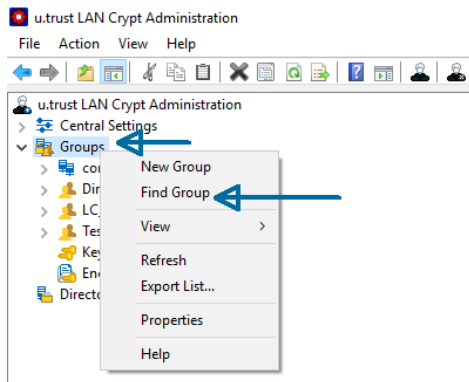 u.trust LAN Crypt Administration
File Action View Help
u.trust LAN Crypt Administration
Central Settings
Groups
New Group
Find Group
View
Refresh
Export List...
Properties
Help
LC_